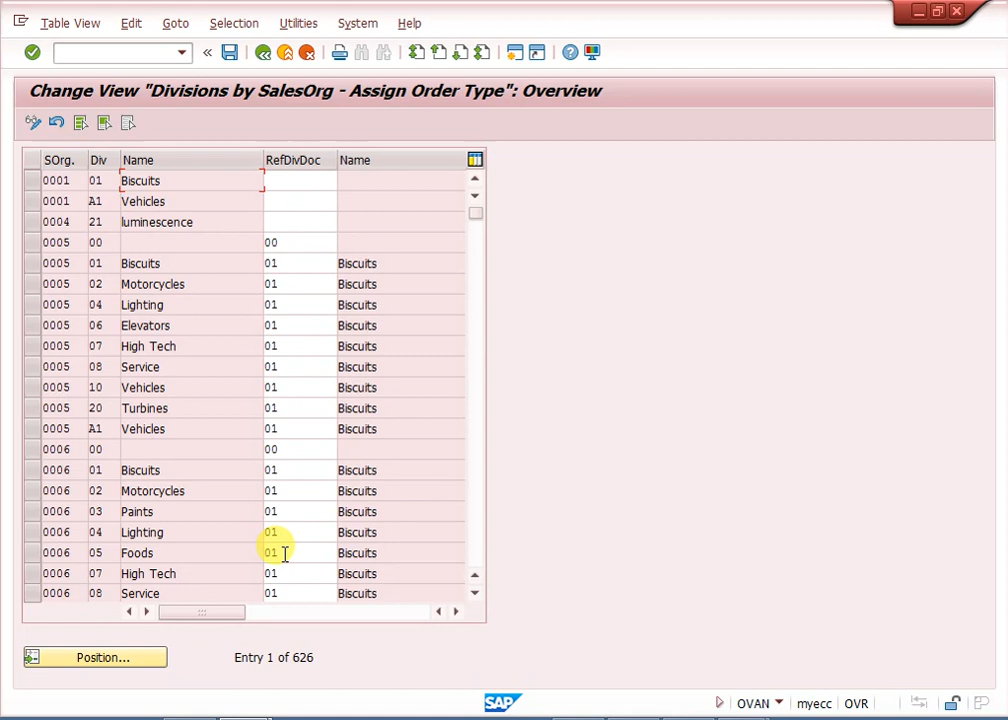 Table View Edit Goto Selection Utilities System Help
Change View "Divisions by SalesOrg - Assign Order Type": Overview
SOrg. Div Name RefDivDoc Name
0001 01 Biscuits
0001 A1 Vehicles
0004 21 luminescence
0005 00 00
0005 01 Biscuits 01 Biscuits
0005 02 Motorcycles 01 Biscuits
0005 04 Lighting 01 Biscuits
0005 06 Elevators 01 Biscuits
0005 07 High Tech 01 Biscuits
0005 08 Service 01 Biscuits
0005 10 Vehicles 01 Biscuits
0005 20 Turbines 01 Biscuits
0005 A1 Vehicles 01 Biscuits
0006 00 00
0006 01 Biscuits 01 Biscuits
0006 02 Motorcycles 01 Biscuits
0006 03 Paints 01 Biscuits
0006 04 Lighting 01 Biscuits
0006 05 Foods 01 Biscuits
0006 07 High Tech 01 Biscuits
0006 08 Service 01 Biscuits
Position... Entry 1 of 626
SAP OVAN myecc OVR